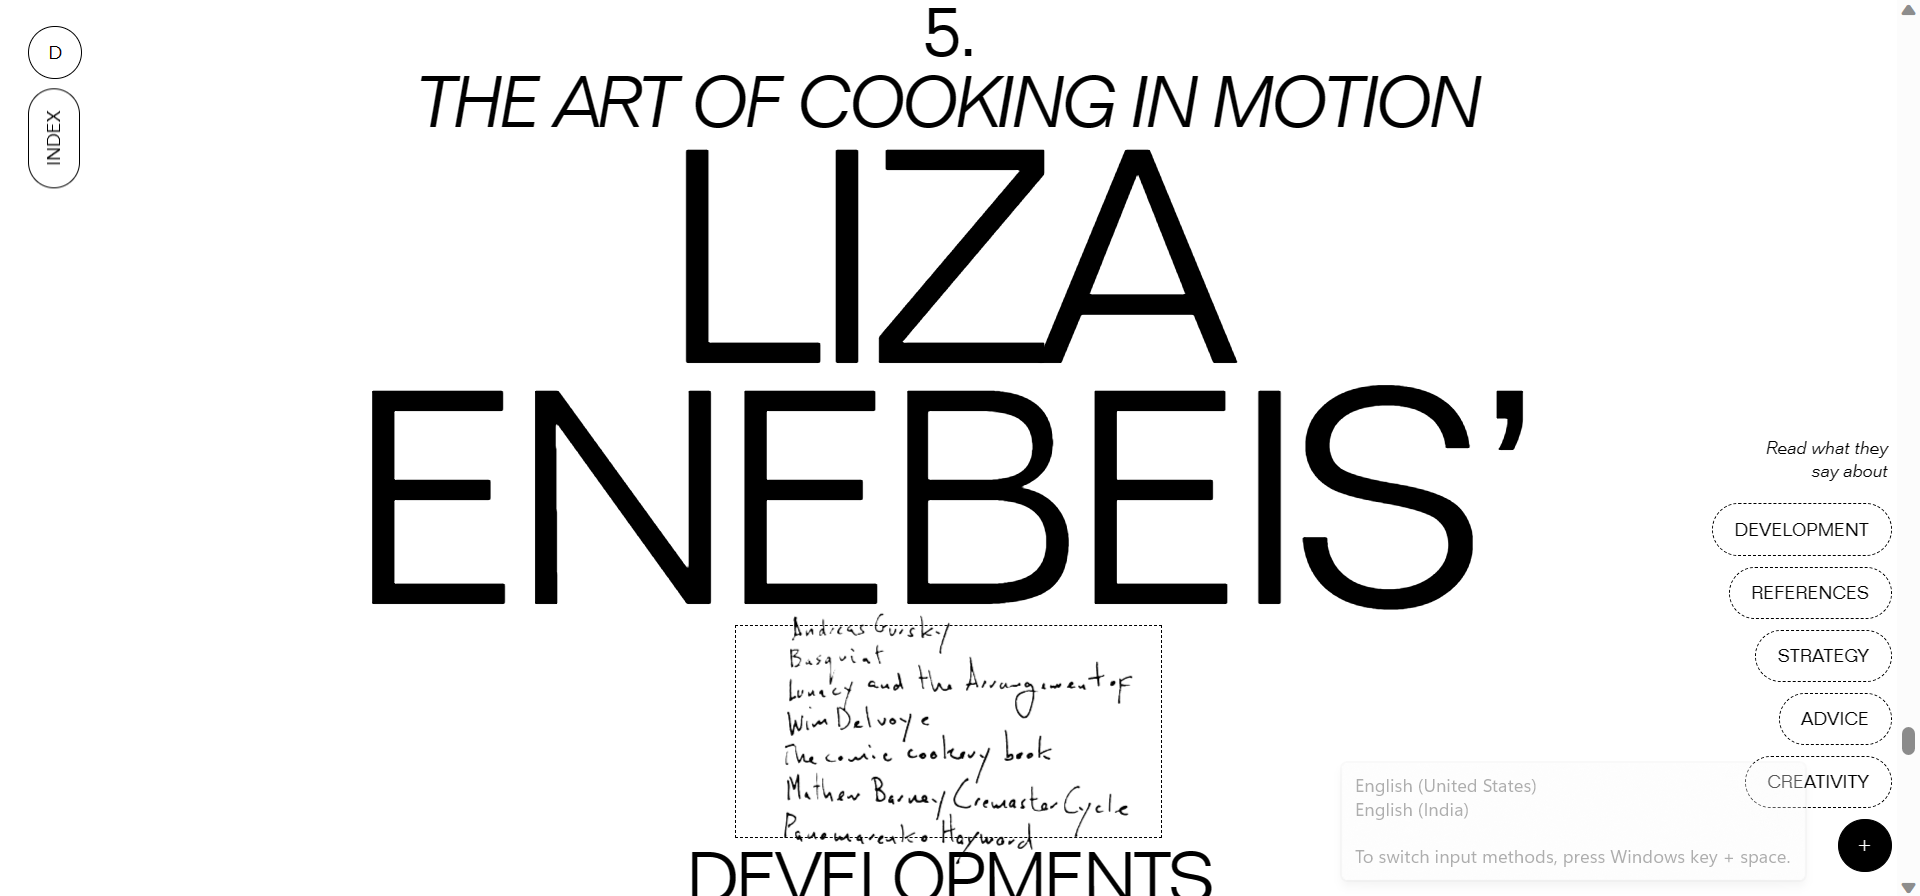 D
INDEX
5.
THE ART OF COOKING IN MOTION
LIZA
ENEBEIS’
Andreas Gursky
Basquiat
Lunacy and the Arrangement of
Wim Delvoye
The comic cookery book
Mathew Barney Cremaster Cycle
Panamarenko Hayward
DEVELOPMENTS
Read what they
say about
DEVELOPMENT
REFERENCES
STRATEGY
ADVICE
CREATIVITY
+
English (United States)
English (India)
To switch input methods, press Windows key + space.